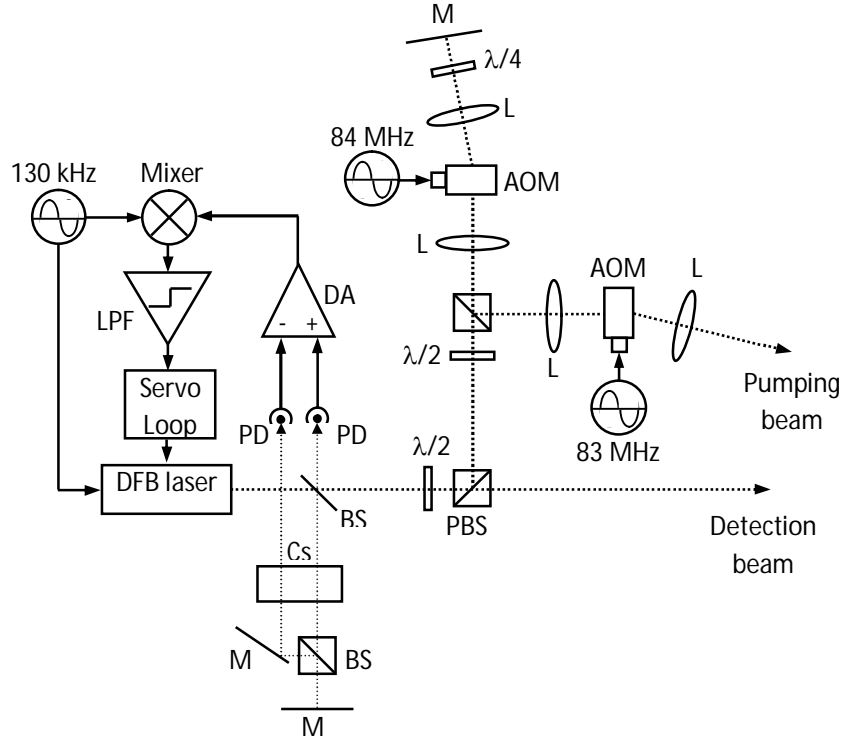 M
λ/4
L
84 MHz
AOM
130 kHz
Mixer
L
AOM
L
LPF
DA
- +
λ/2
L
Servo
Loop
PD
PD
Pumping
beam
83 MHz
λ/2
DFB laser
BS
PBS
Detection
beam
Cs
M
BS
M